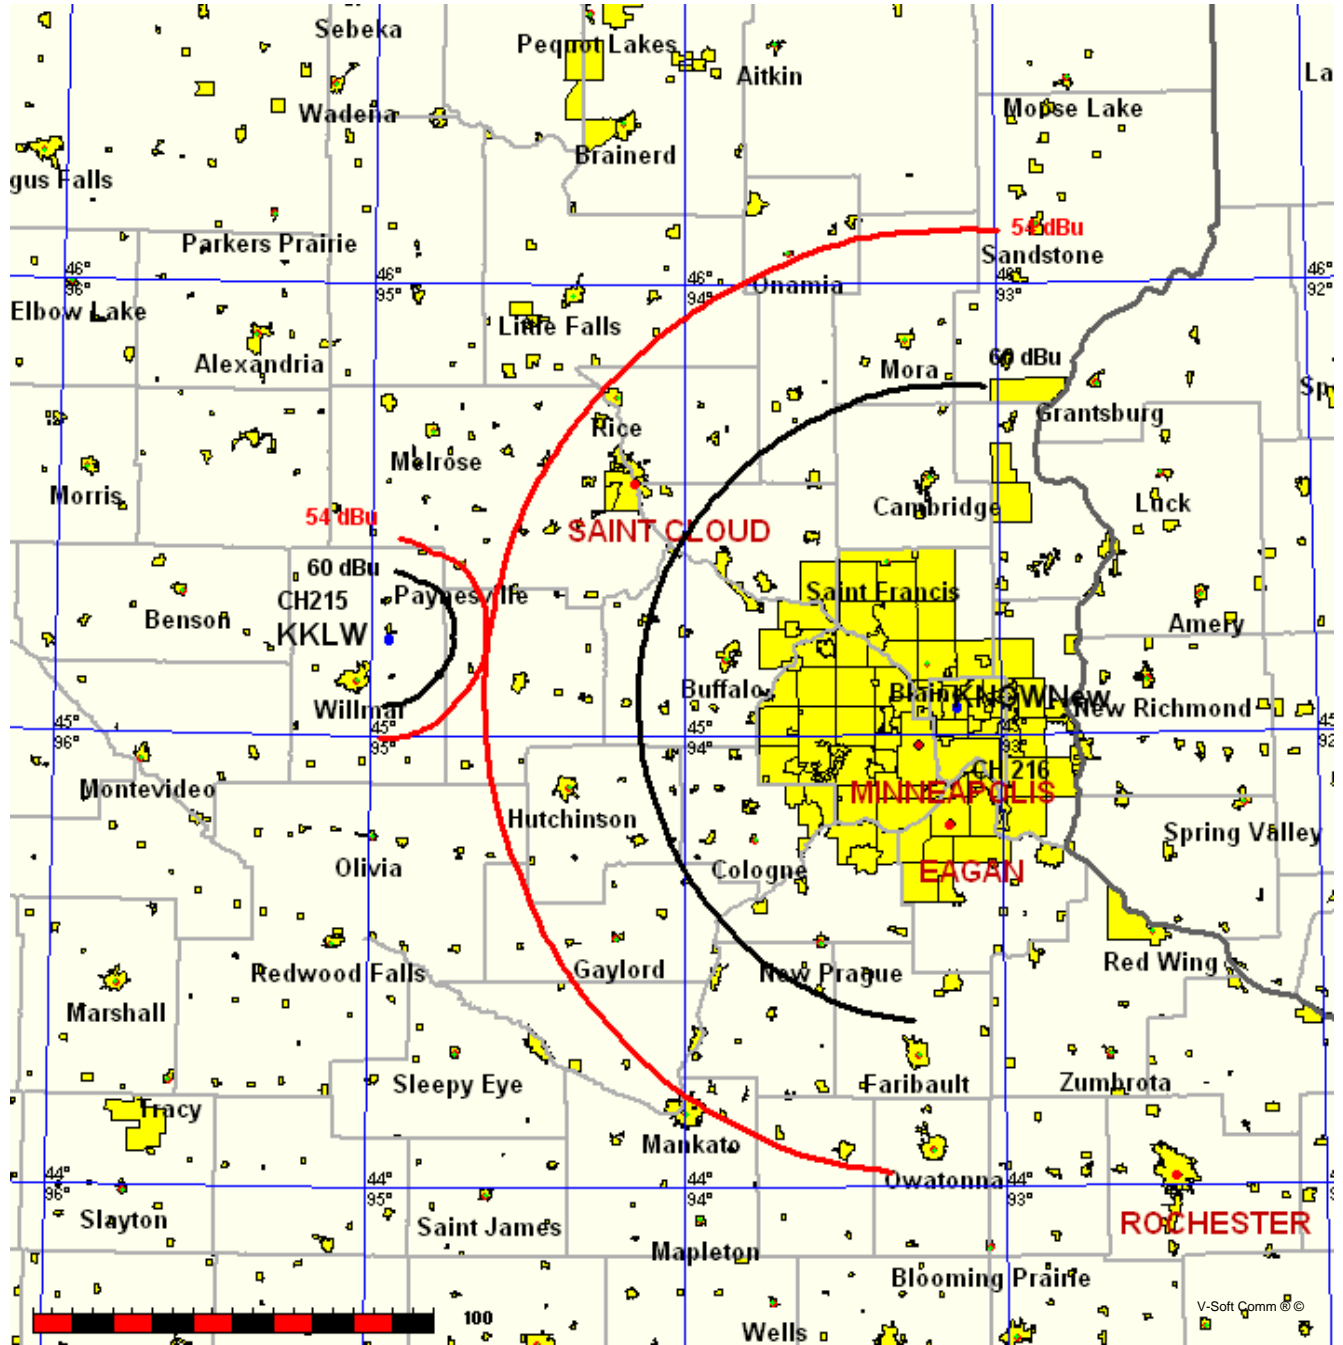 Sebeka
Pequot Lakes
Aitkin
La
Wadena
Moose Lake
Brainerd
gus Falls
Parkers Prairie
54 dBu
Sandstone
46°
96°
46°
95°
46°
94°
46°
93°
46°
92°
Onamia
Elbow Lake
Little Falls
Alexandria
60 dBu
Mora
Sp
Grantsburg
Rice
Melrose
Morris
Luck
Cambridge
54 dBu
SAINT CLOUD
60 dBu
Paynesville
Saint Francis
CH215
KKLW
Benson
Amery
Buffalo
Blain
KNOWNew
New Richmond
Willmar
45°
96°
45°
95°
45°
94°
93°
45
92
CH 216
MINNEAPOLIS
Montevideo
Hutchinson
Spring Valley
Olivia
Cologne
EAGAN
Redwood Falls
Gaylord
New Prague
Red Wing
Marshall
Sleepy Eye
Faribault
Zumbrota
Tracy
Mankato
Owatonna
44°
96°
44°
95°
44°
94°
44°
93°
Slayton
Saint James
ROCHESTER
Mapleton
Blooming Prairie
V-Soft Comm ® ©
100
Wells